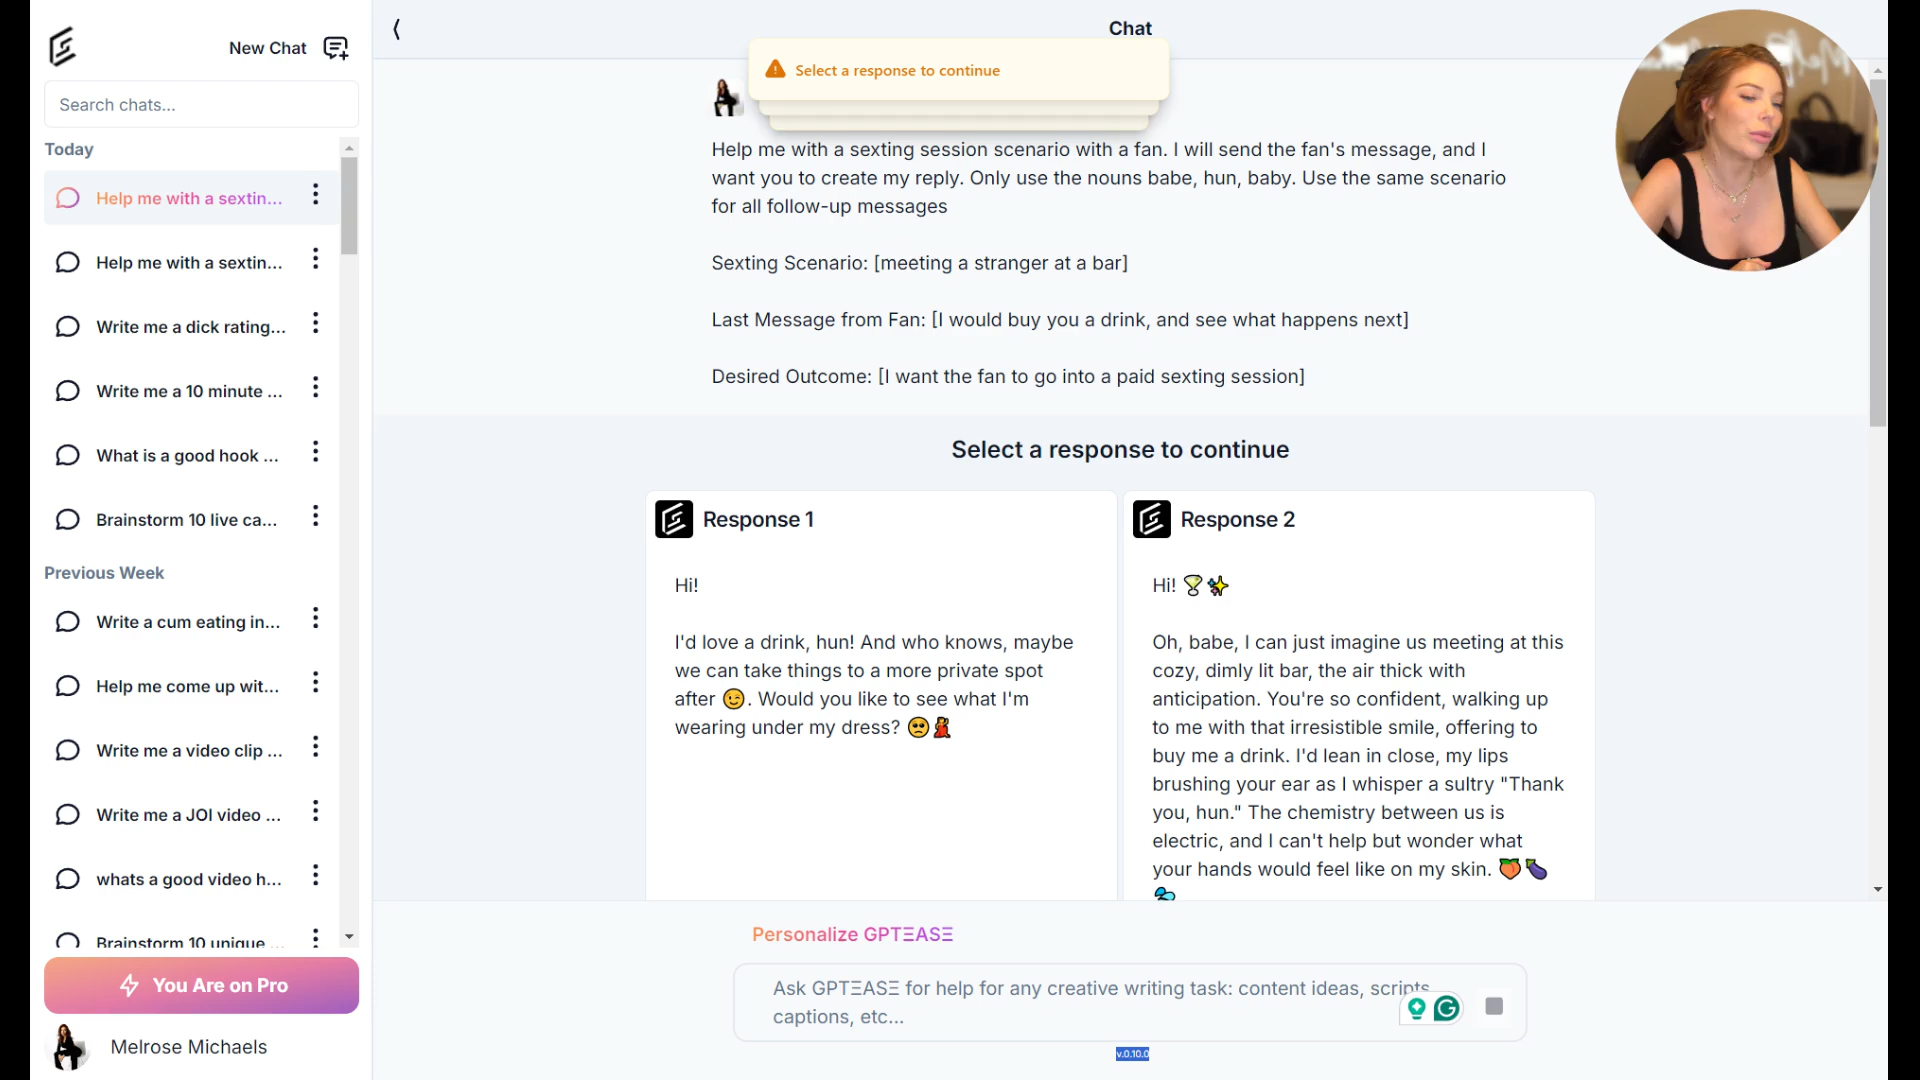 New Chat
Search chats...
Today
Help me with a sextin...
Help me with a sextin...
Write me a dick rating...
Write me a 10 minute ...
What is a good hook ...
Brainstorm 10 live ca...
Previous Week
Write a cum eating in...
Help me come up wit...
Write me a video clip ...
Write me a JOI video ...
whats a good video h...
Brainstorm 10 unique ...
You Are on Pro
Melrose Michaels
Chat
Select a response to continue
Help me with a sexting session scenario with a fan. I will send the fan's message, and I
want you to create my reply. Only use the nouns babe, hun, baby. Use the same scenario
for all follow-up messages
Sexting Scenario: [meeting a stranger at a bar]
Last Message from Fan: [I would buy you a drink, and see what happens next]
Desired Outcome: [I want the fan to go into a paid sexting session]
Select a response to continue
Response 1
Hi!
I'd love a drink, hun! And who knows, maybe
we can take things to a more private spot
after 😉. Would you like to see what I'm
wearing under my dress? 🥺💃
Response 2
Hi! 🍸✨
Oh, babe, I can just imagine us meeting at this
cozy, dimly lit bar, the air thick with
anticipation. You're so confident, walking up
to me with that irresistible smile, offering to
buy me a drink. I'd lean in close, my lips
brushing your ear as I whisper a sultry "Thank
you, hun." The chemistry between us is
electric, and I can't help but wonder what
your hands would feel like on my skin. 🍑🍆
💦
Personalize GPTΞASΞ
Ask GPTΞASΞ for help for any creative writing task: content ideas, scripts,
captions, etc...
v.0.10.0